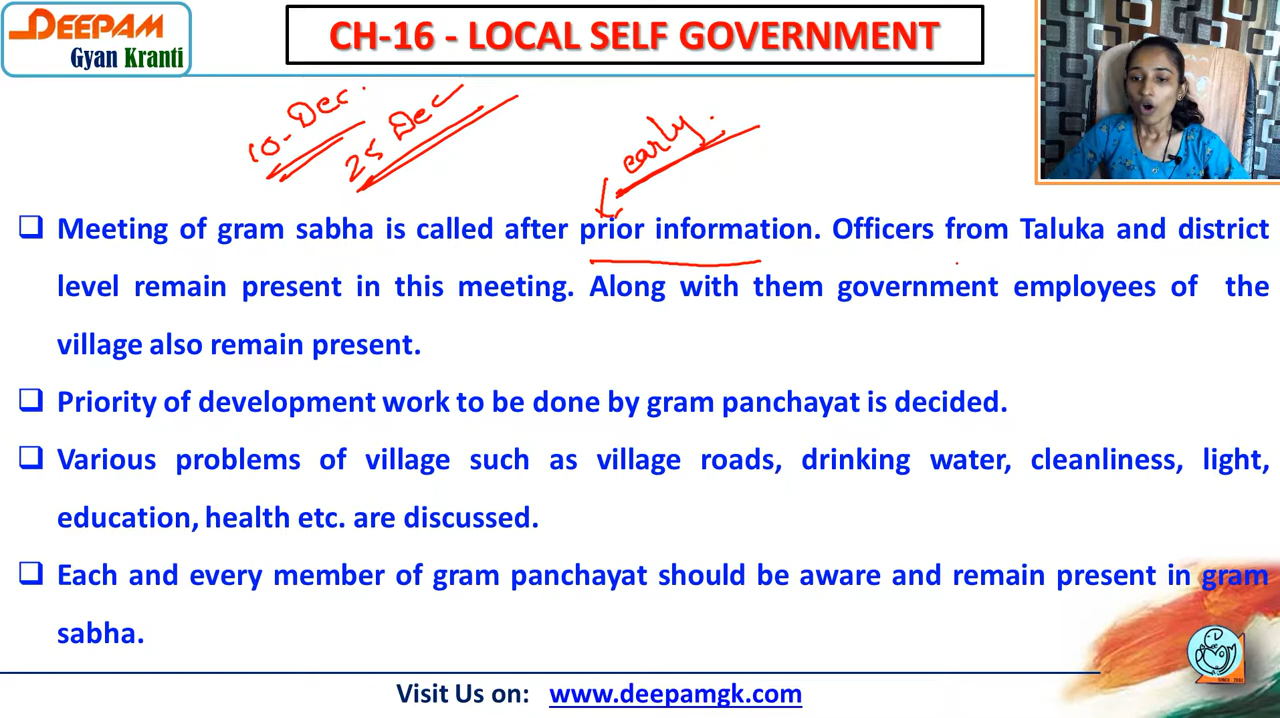 DEEPAM
Gyan Kranti
CH-16 - LOCAL SELF GOVERNMENT
10-Dec.
25 Dec
early.
Meeting of gram sabha is called after prior information. Officers from Taluka and district
level remain present in this meeting. Along with them government employees of the
village also remain present.
Priority of development work to be done by gram panchayat is decided.
Various problems of village such as village roads, drinking water, cleanliness, light,
education, health etc. are discussed.
Each and every member of gram panchayat should be aware and remain present in gram
sabha.
SINCE 2001
Visit Us on: www.deepamgk.com